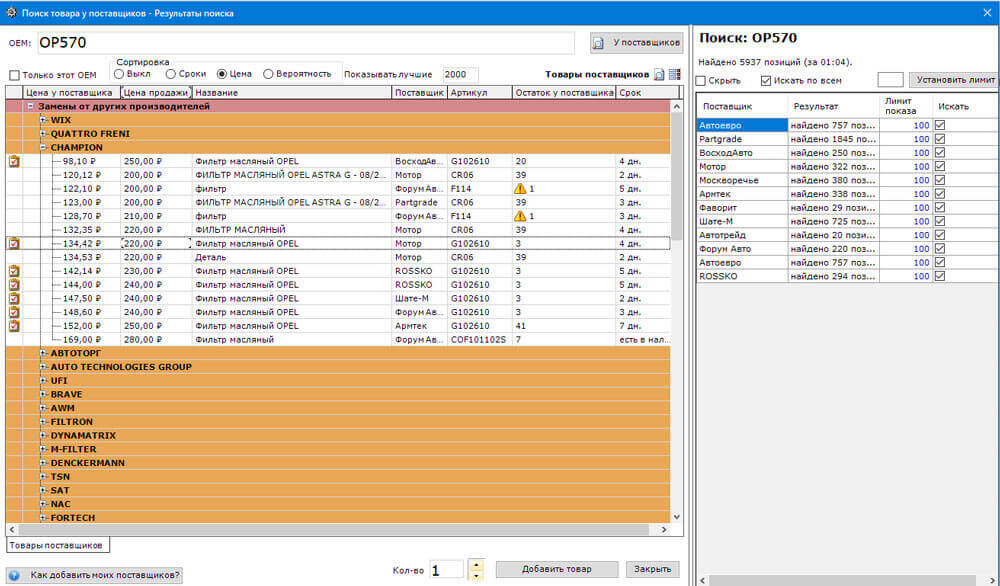 Поиск товара у поставщиков - Результаты поиска
OEM: OP570 У поставщиков
Сортировка
Только этот OEM Выкл Сроки Цена Вероятность Показывать лучшие 2000 Товары поставщиков
Цена у поставщика Цена продажи Название Поставщик Артикул Остаток у поставщика Срок
Замены от других производителей
WIX
QUATTRO FRENI
CHAMPION
98,10 ₽ 250,00 ₽ Фильтр масляный OPEL ВосходАв... G102610 20 4 дн.
120,12 ₽ 200,00 ₽ ФИЛЬТР МАСЛЯНЫЙ OPEL ASTRA G - 08/2... Мотор CR06 39 2 дн.
122,10 ₽ 200,00 ₽ фильтр Форум Ав... F114 1 5 дн.
123,00 ₽ 200,00 ₽ ФИЛЬТР МАСЛЯНЫЙ OPEL ASTRA G - 08/2... Partgrade CR06 39 3 дн.
128,70 ₽ 210,00 ₽ фильтр Форум Ав... F114 1 3 дн.
132,35 ₽ 220,00 ₽ ФИЛЬТР МАСЛЯНЫЙ Мотор CR06 39 4 дн.
134,42 ₽ 220,00 ₽ Фильтр масляный OPEL Мотор G102610 3 4 дн.
134,53 ₽ 220,00 ₽ Деталь Мотор CR06 39 2 дн.
142,14 ₽ 230,00 ₽ Фильтр масляный OPEL ROSSKO G102610 3 5 дн.
144,00 ₽ 240,00 ₽ Фильтр масляный OPEL ROSSKO G102610 3 5 дн.
147,50 ₽ 240,00 ₽ Фильтр масляный OPEL Шате-М G102610 3 2 дн.
148,60 ₽ 240,00 ₽ Фильтр масляный OPEL Форум Ав... G102610 3 3 дн.
152,00 ₽ 250,00 ₽ Фильтр масляный OPEL Армтек G102610 41 7 дн.
169,00 ₽ 280,00 ₽ Фильтр масляный Форум Ав... COF101102S 7 есть в нал...
АВТОТОРГ
AUTO TECHNOLOGIES GROUP
UFI
BRAVE
AWM
FILTRON
DYNAMATRIX
M-FILTER
DENCKERMANN
TSN
SAT
NAC
FORTECH
Товары поставщиков
Как добавить моих поставщиков? Кол-во 1 Добавить товар Закрыть
Поиск: OP570
Найдено 5937 позиций (за 01:04).
Скрыть Искать по всем Установить лимит
Поставщик Результат Лимит показа Искать
Автоевро найдено 757 поз... 100
Partgrade найдено 1845 по... 100
ВосходАвто найдено 250 поз... 100
Мотор найдено 322 поз... 100
Москворечье найдено 380 поз... 100
Армтек найдено 338 поз... 100
Фаворит найдено 29 пози... 100
Шате-М найдено 725 поз... 100
Автотрейд найдено 20 пози... 100
Форум Авто найдено 220 поз... 100
Автоевро найдено 757 поз... 100
ROSSKO найдено 294 поз... 100